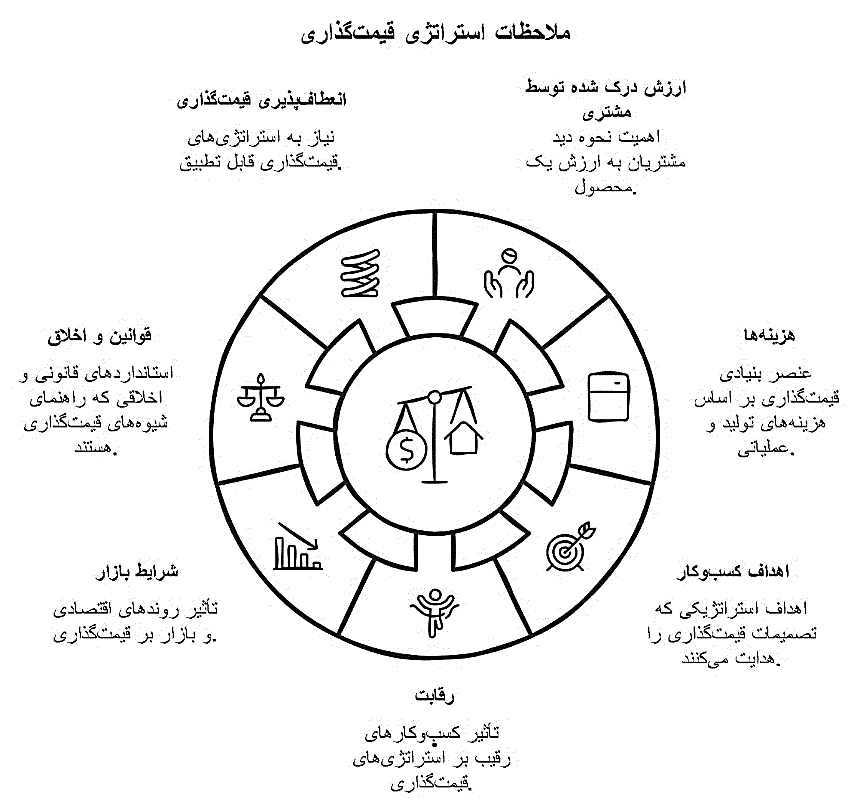 ملاحظات استراتژی قیمت‌گذاری
ارزش درک شده توسط
مشتری
اهمیت نحوه دید
مشتریان به ارزش یک
محصول.
هزینه‌ها
عنصر بنیادی
قیمت‌گذاری بر اساس
هزینه‌های تولید و
عملیاتی.
اهداف کسب‌وکار
اهداف استراتژیکی که
تصمیمات قیمت‌گذاری را
هدایت می‌کنند.
رقابت
تأثیر کسب‌وکارهای
رقیب بر استراتژی‌های
قیمت‌گذاری.
شرایط بازار
تأثیر روندهای اقتصادی
و بازار بر قیمت‌گذاری.
قوانین و اخلاق
استانداردهای قانونی و
اخلاقی که راهنمای
شیوه‌های قیمت‌گذاری
هستند.
انعطاف‌پذیری قیمت‌گذاری
نیاز به استراتژی‌های
قیمت‌گذاری قابل تطبیق.
$